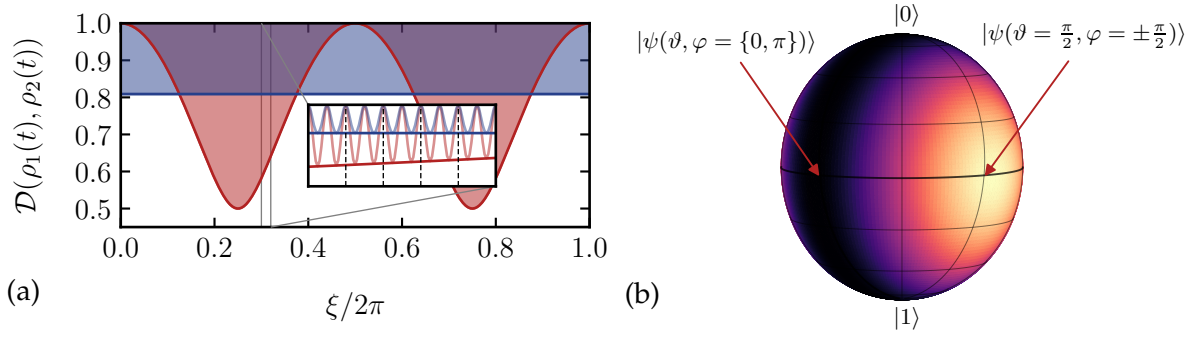 1.0
0.9
0.8
0.7
0.6
0.5
0.0 0.2 0.4 0.6 0.8 1.0
𝒟(ρ₁(t), ρ₂(t))
ξ/2π
(a)
|0⟩
|ψ(ϑ, φ = {0, π})⟩
|ψ(ϑ = π/2, φ = ±π/2)⟩
|1⟩
(b)